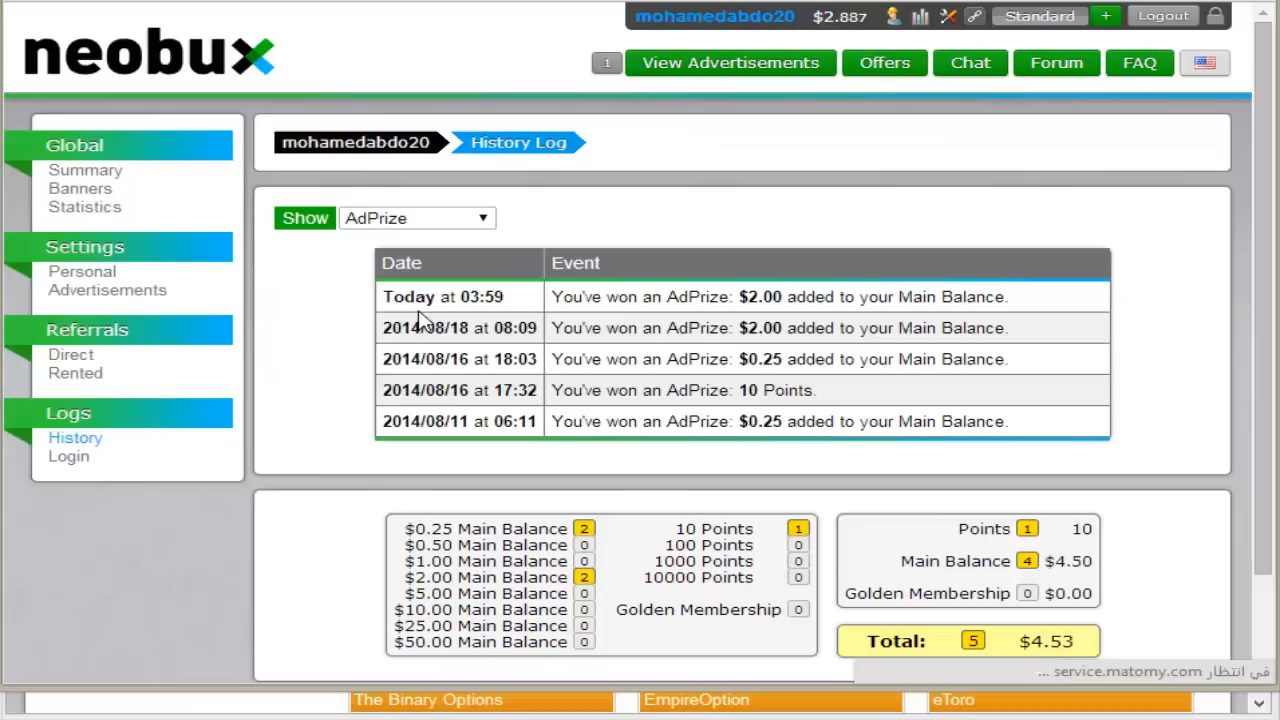 mohamedabdo20 $2.887 Standard + Logout
neobux
1 View Advertisements Offers Chat Forum FAQ
Global
Summary
Banners
Statistics
Settings
Personal
Advertisements
Referrals
Direct
Rented
Logs
History
Login
mohamedabdo20 History Log
Show AdPrize
Date Event
Today at 03:59 You've won an AdPrize: $2.00 added to your Main Balance.
2014/08/18 at 08:09 You've won an AdPrize: $2.00 added to your Main Balance.
2014/08/16 at 18:03 You've won an AdPrize: $0.25 added to your Main Balance.
2014/08/16 at 17:32 You've won an AdPrize: 10 Points.
2014/08/11 at 06:11 You've won an AdPrize: $0.25 added to your Main Balance.
$0.25 Main Balance 2
$0.50 Main Balance 0
$1.00 Main Balance 0
$2.00 Main Balance 2
$5.00 Main Balance 0
$10.00 Main Balance 0
$25.00 Main Balance 0
$50.00 Main Balance 0
10 Points 1
100 Points 0
1000 Points 0
10000 Points 0
Golden Membership 0
Points 1 10
Main Balance 4 $4.50
Golden Membership 0 $0.00
Total: 5 $4.53
في انتظار service.matomy.com ...
The Binary Options EmpireOption eToro